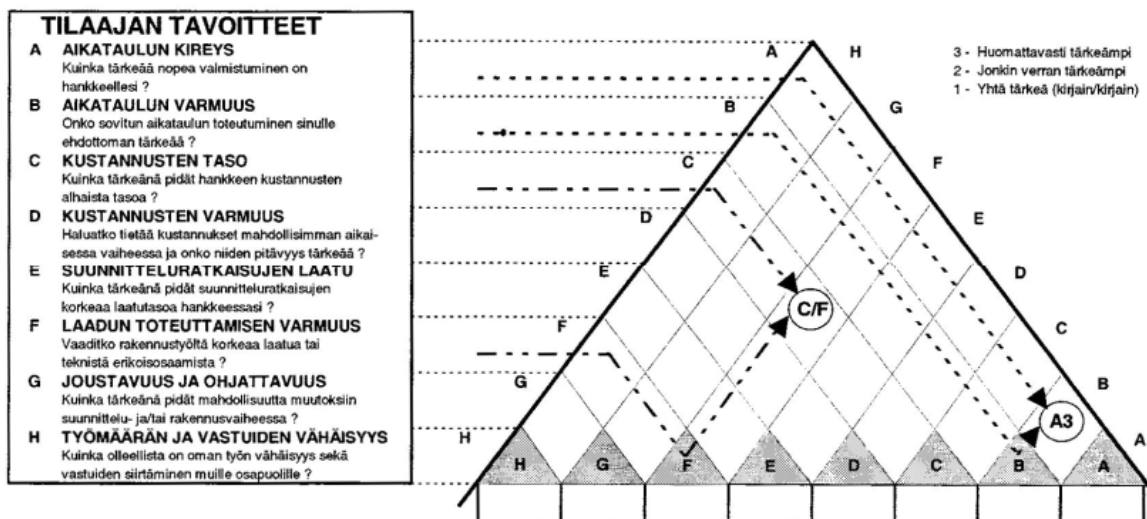 TILAAJAN TAVOITTEET
A AIKATAULUN KIREYS
Kuinka tärkeää nopea valmistuminen on
hankkeellesi ?
B AIKATAULUN VARMUUS
Onko sovitun aikataulun toteutuminen sinulle
ehdottoman tärkeää ?
C KUSTANNUSTEN TASO
Kuinka tärkeänä pidät hankkeen kustannusten
alhaista tasoa ?
D KUSTANNUSTEN VARMUUS
Haluatko tietää kustannukset mahdollisimman aikai-
sessa vaiheessa ja onko niiden pitävyys tärkeää ?
E SUUNNITTELURATKAISUJEN LAATU
Kuinka tärkeänä pidät suunnitteluratkaisujen
korkeaa laatutasoa hankkeessasi ?
F LAADUN TOTEUTTAMISEN VARMUUS
Vaaditko rakennustyöltä korkeaa laatua tai
teknistä erikoisosaamista ?
G JOUSTAVUUS JA OHJATTAVUUS
Kuinka tärkeänä pidät mahdollisuutta muutoksiin
suunnittelu- ja/tai rakennusvaiheessa ?
H TYÖMÄÄRÄN JA VASTUIDEN VÄHÄISYYS
Kuinka olleellista on oman työn vähäisyys sekä
vastuiden siirtäminen muille osapuolille ?
A
B
C
D
E
F
G
H
H
G
F
E
D
C
B
A
C/F
A3
H G F E D C B A
3 - Huomattavasti tärkeämpi
2 - Jonkin verran tärkeämpi
1 - Yhtä tärkeä (kirjain/kirjain)